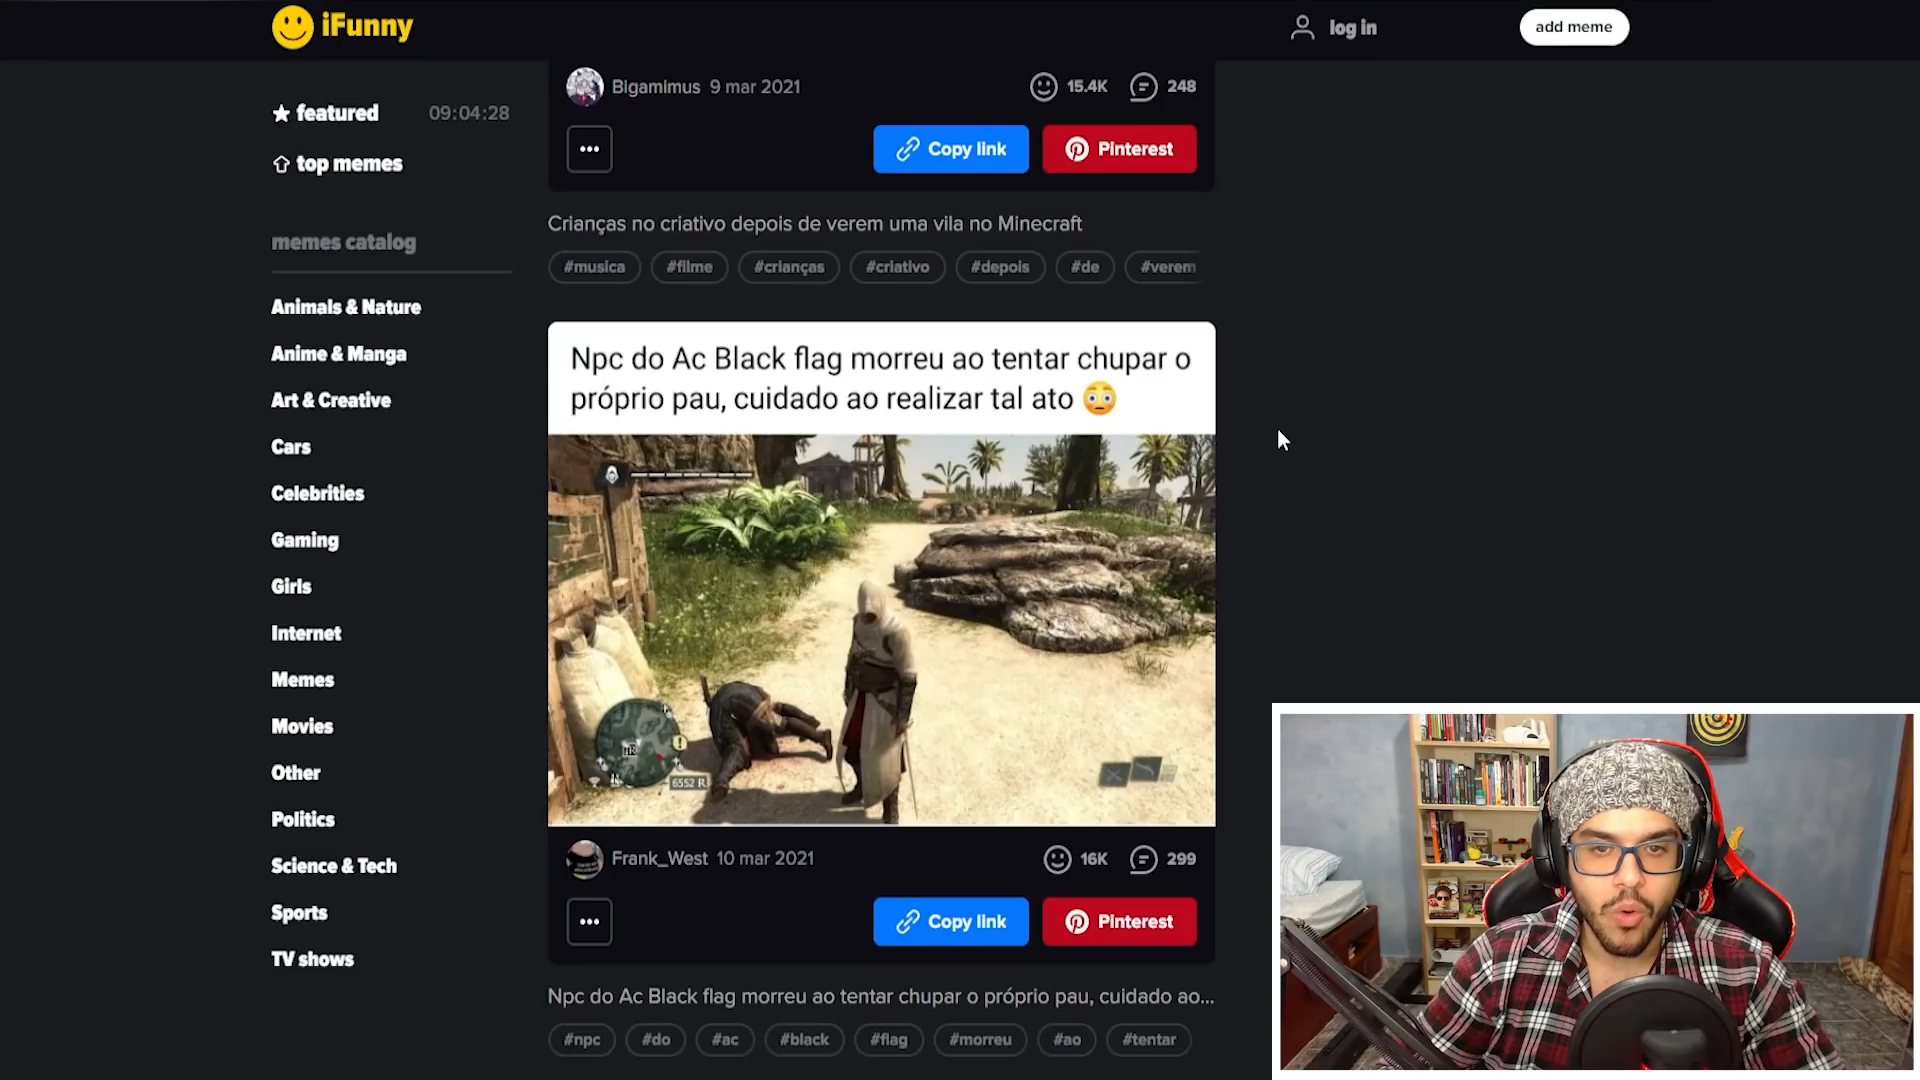 iFunny
log in
add meme
featured 09:04:28
top memes
memes catalog
Animals & Nature
Anime & Manga
Art & Creative
Cars
Celebrities
Gaming
Girls
Internet
Memes
Movies
Other
Politics
Science & Tech
Sports
TV shows
Bigamimus 9 mar 2021 15.4K 248
Copy link Pinterest
Crianças no criativo depois de verem uma vila no Minecraft
#musica #filme #crianças #criativo #depois #de #verem
Npc do Ac Black flag morreu ao tentar chupar o
próprio pau, cuidado ao realizar tal ato 😳
6552 R
Frank_West 10 mar 2021 16K 299
Copy link Pinterest
Npc do Ac Black flag morreu ao tentar chupar o próprio pau, cuidado ao...
#npc #do #ac #black #flag #morreu #ao #tentar